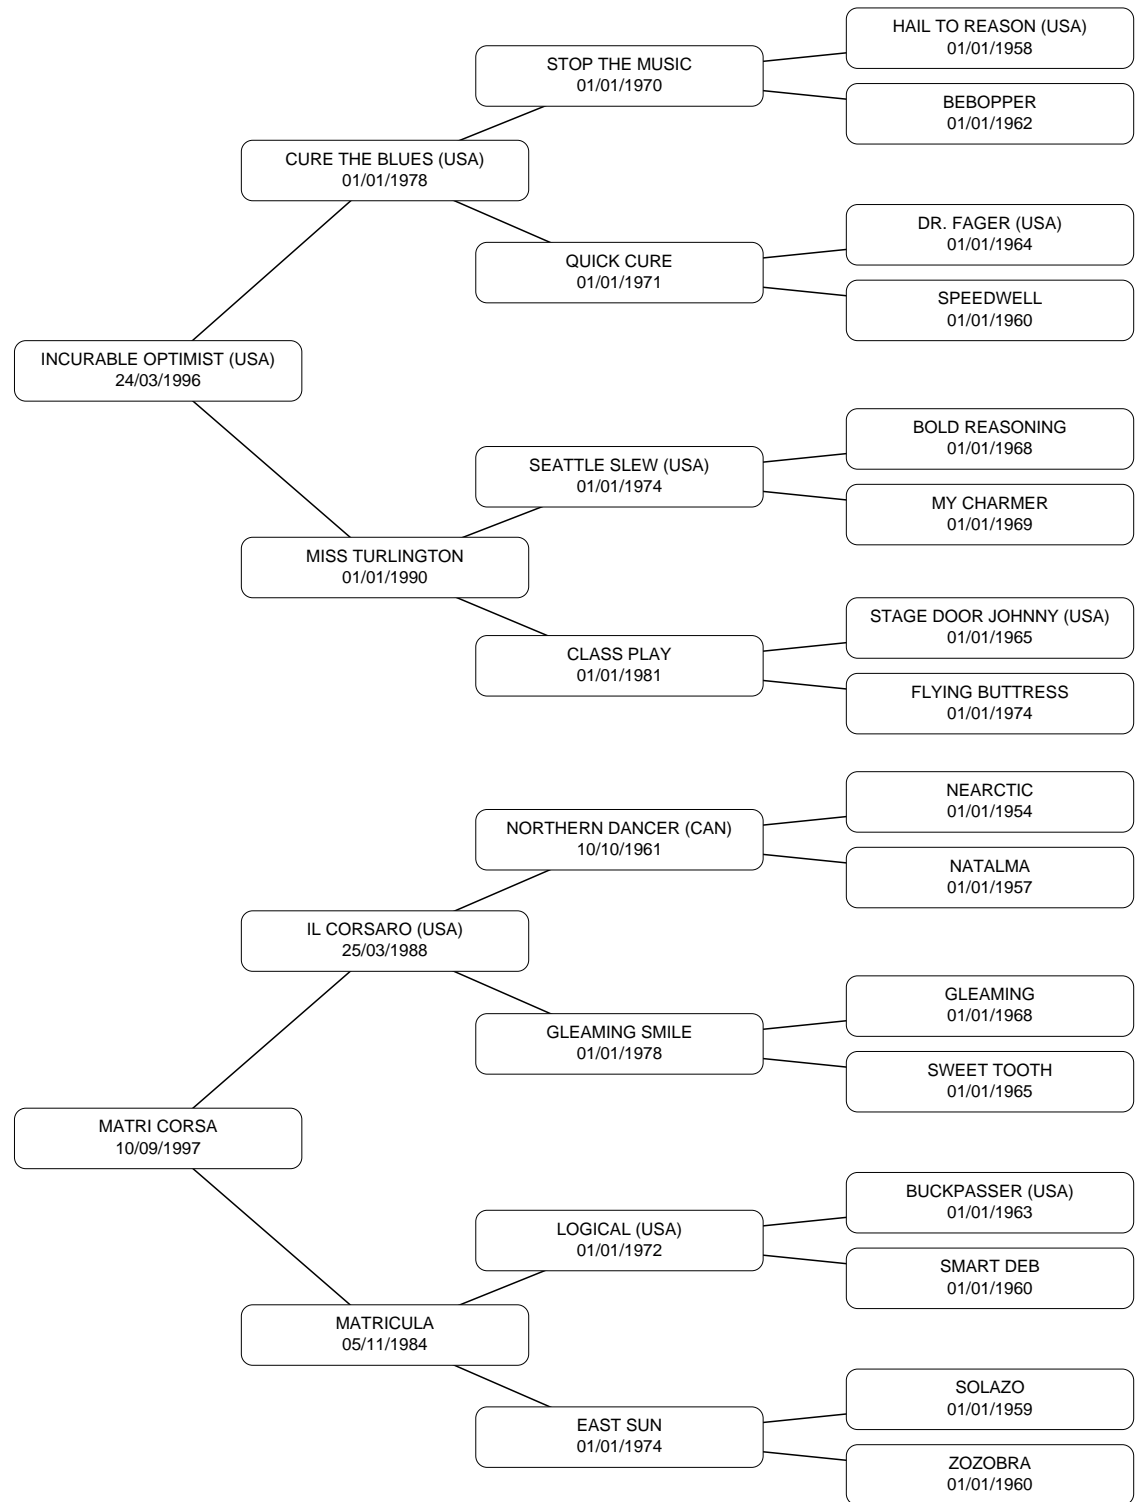 HAIL TO REASON (USA)
01/01/1958
STOP THE MUSIC
01/01/1970
BEBOPPER
01/01/1962
CURE THE BLUES (USA)
01/01/1978
DR. FAGER (USA)
01/01/1964
QUICK CURE
01/01/1971
SPEEDWELL
01/01/1960
INCURABLE OPTIMIST (USA)
24/03/1996
BOLD REASONING
01/01/1968
SEATTLE SLEW (USA)
01/01/1974
MY CHARMER
01/01/1969
MISS TURLINGTON
01/01/1990
STAGE DOOR JOHNNY (USA)
01/01/1965
CLASS PLAY
01/01/1981
FLYING BUTTRESS
01/01/1974
NEARCTIC
01/01/1954
NORTHERN DANCER (CAN)
10/10/1961
NATALMA
01/01/1957
IL CORSARO (USA)
25/03/1988
GLEAMING
01/01/1968
GLEAMING SMILE
01/01/1978
SWEET TOOTH
01/01/1965
MATRI CORSA
10/09/1997
BUCKPASSER (USA)
01/01/1963
LOGICAL (USA)
01/01/1972
SMART DEB
01/01/1960
MATRICULA
05/11/1984
SOLAZO
01/01/1959
EAST SUN
01/01/1974
ZOZOBRA
01/01/1960